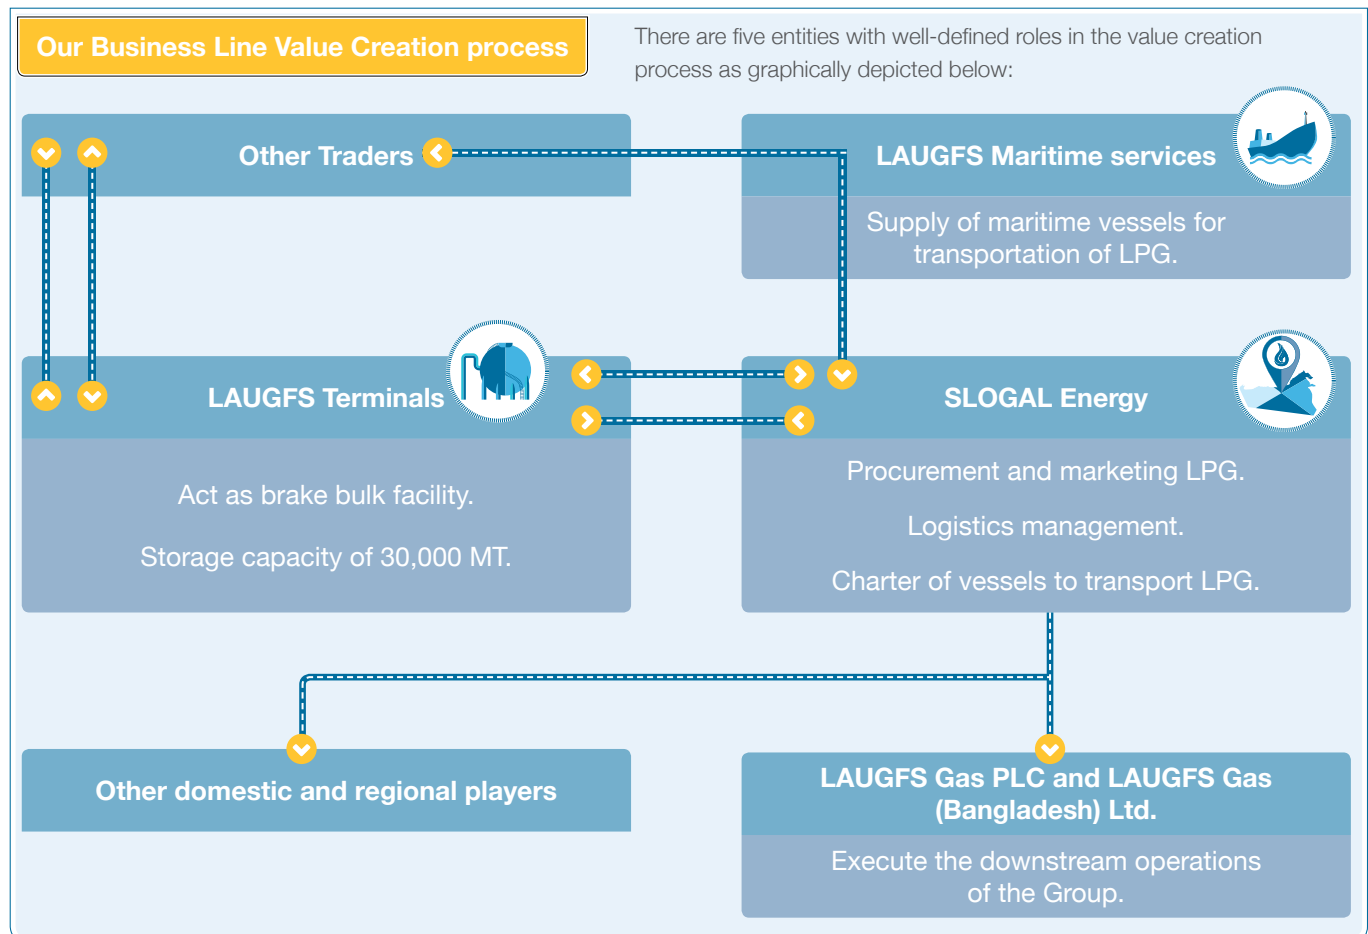 Our Business Line Value Creation process
There are five entities with well-defined roles in the value creation
process as graphically depicted below:
Other Traders
LAUGFS Maritime services
Supply of maritime vessels for
transportation of LPG.
LAUGFS Terminals
Act as brake bulk facility.
Storage capacity of 30,000 MT.
SLOGAL Energy
Procurement and marketing LPG.
Logistics management.
Charter of vessels to transport LPG.
Other domestic and regional players
LAUGFS Gas PLC and LAUGFS Gas
(Bangladesh) Ltd.
Execute the downstream operations
of the Group.